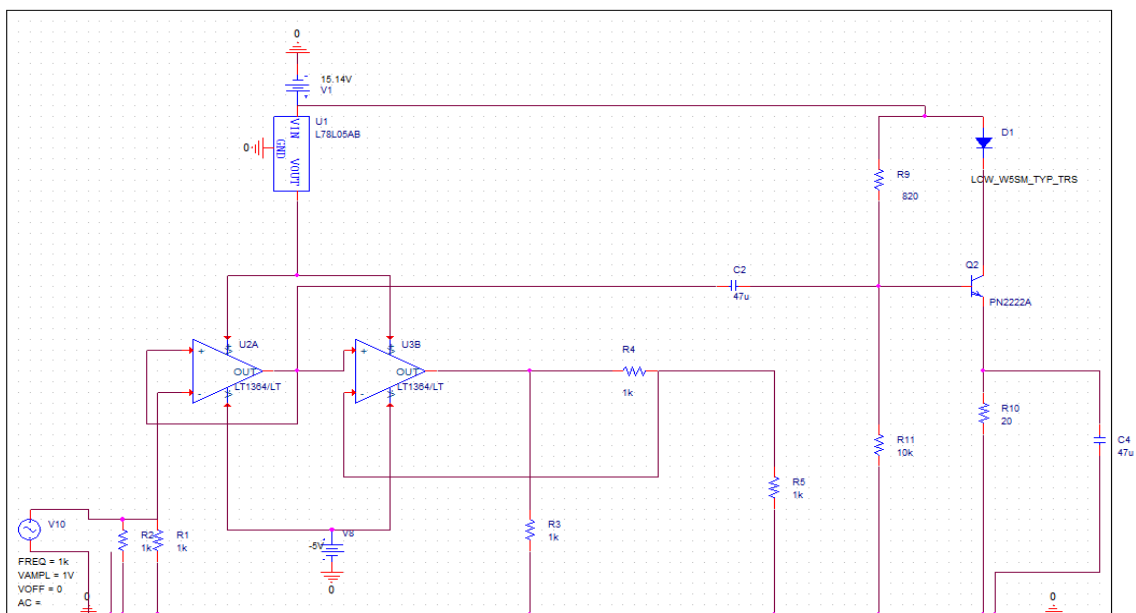 0
15.14V
V1
U1
L78L05AB
VIN
GND
VOUT
0
D1
LCW_W5SM_TYP_TRS
R9
820
C2
47u
Q2
PN2222A
U2A
+
-
OUT
LT1364/LT
U3B
+
-
OUT
LT1364/LT
R4
1k
R10
20
R11
10k
C4
47u
R5
1k
V10
R2
1k
R1
1k
R3
1k
V8
-5V
0
FREQ = 1k
VAMPL = 1V
VOFF = 0
AC =
0
0